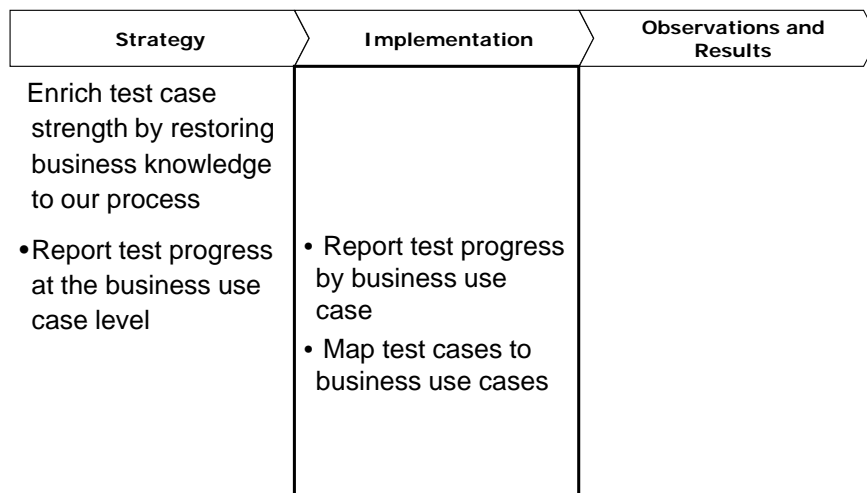 Strategy
Implementation
Observations and
Results
Enrich test case
strength by restoring
business knowledge
to our process
•Report test progress
at the business use
case level
• Report test progress
by business use
case
• Map test cases to
business use cases